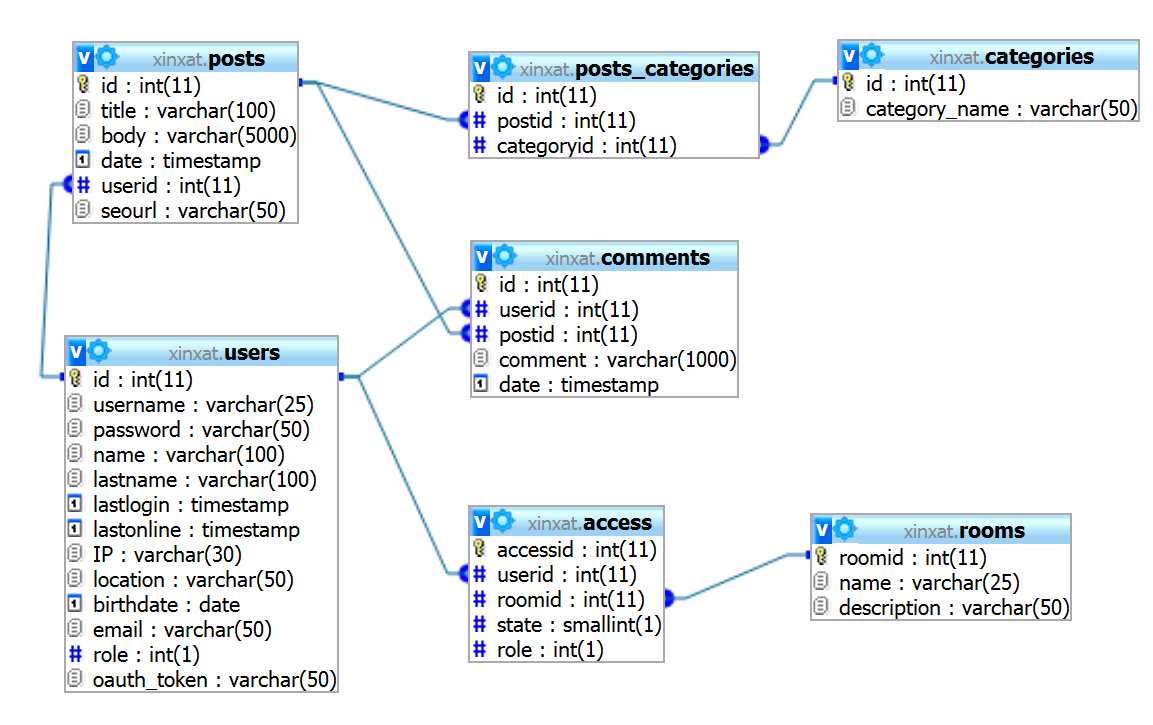 xinxat.posts
id : int(11)
title : varchar(100)
body : varchar(5000)
date : timestamp
userid : int(11)
seourl : varchar(50)
xinxat.posts_categories
id : int(11)
postid : int(11)
categoryid : int(11)
xinxat.categories
id : int(11)
category_name : varchar(50)
xinxat.comments
id : int(11)
userid : int(11)
postid : int(11)
comment : varchar(1000)
date : timestamp
xinxat.users
id : int(11)
username : varchar(25)
password : varchar(50)
name : varchar(100)
lastname : varchar(100)
lastlogin : timestamp
lastonline : timestamp
IP : varchar(30)
location : varchar(50)
birthdate : date
email : varchar(50)
role : int(1)
oauth_token : varchar(50)
xinxat.access
accessid : int(11)
userid : int(11)
roomid : int(11)
state : smallint(1)
role : int(1)
xinxat.rooms
roomid : int(11)
name : varchar(25)
description : varchar(50)